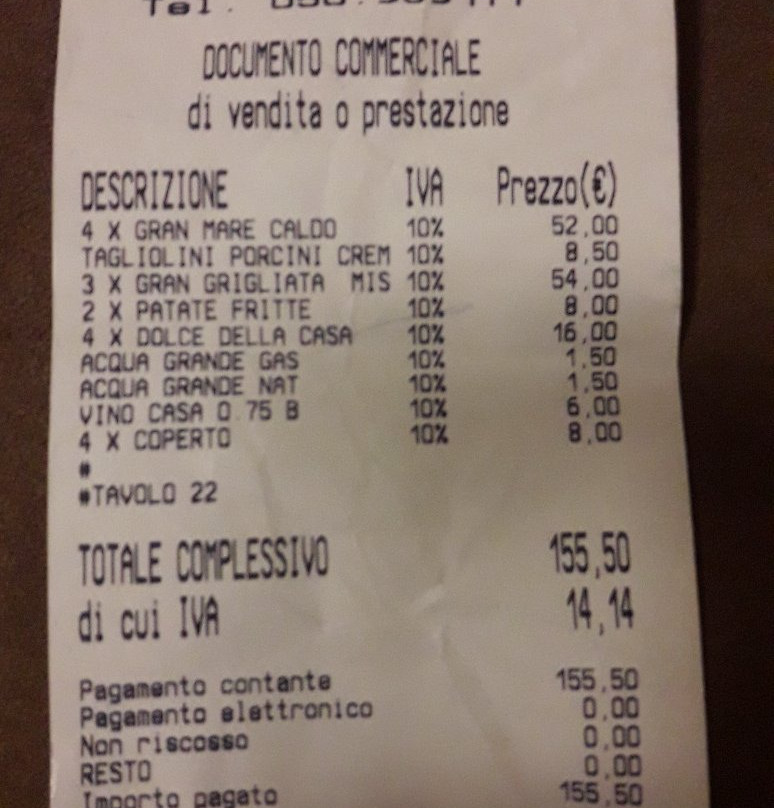 Tel.
DOCUMENTO COMMERCIALE
di vendita o prestazione
DESCRIZIONE IVA Prezzo(€)
4 X GRAN MARE CALDO 10% 52,00
TAGLIOLINI PORCINI CREM 10% 8,50
3 X GRAN GRIGLIATA MIS 10% 54,00
2 X PATATE FRITTE 10% 8,00
4 X DOLCE DELLA CASA 10% 16,00
ACQUA GRANDE GAS 10% 1,50
ACQUA GRANDE NAT 10% 1,50
VINO CASA 0.75 B 10% 6,00
4 X COPERTO 10% 8,00
#
#TAVOLO 22
TOTALE COMPLESSIVO 155,50
di cui IVA 14,14
Pagamento contante 155,50
Pagamento elettronico 0,00
Non riscosso 0,00
RESTO 0,00
Importo pagato 155,50